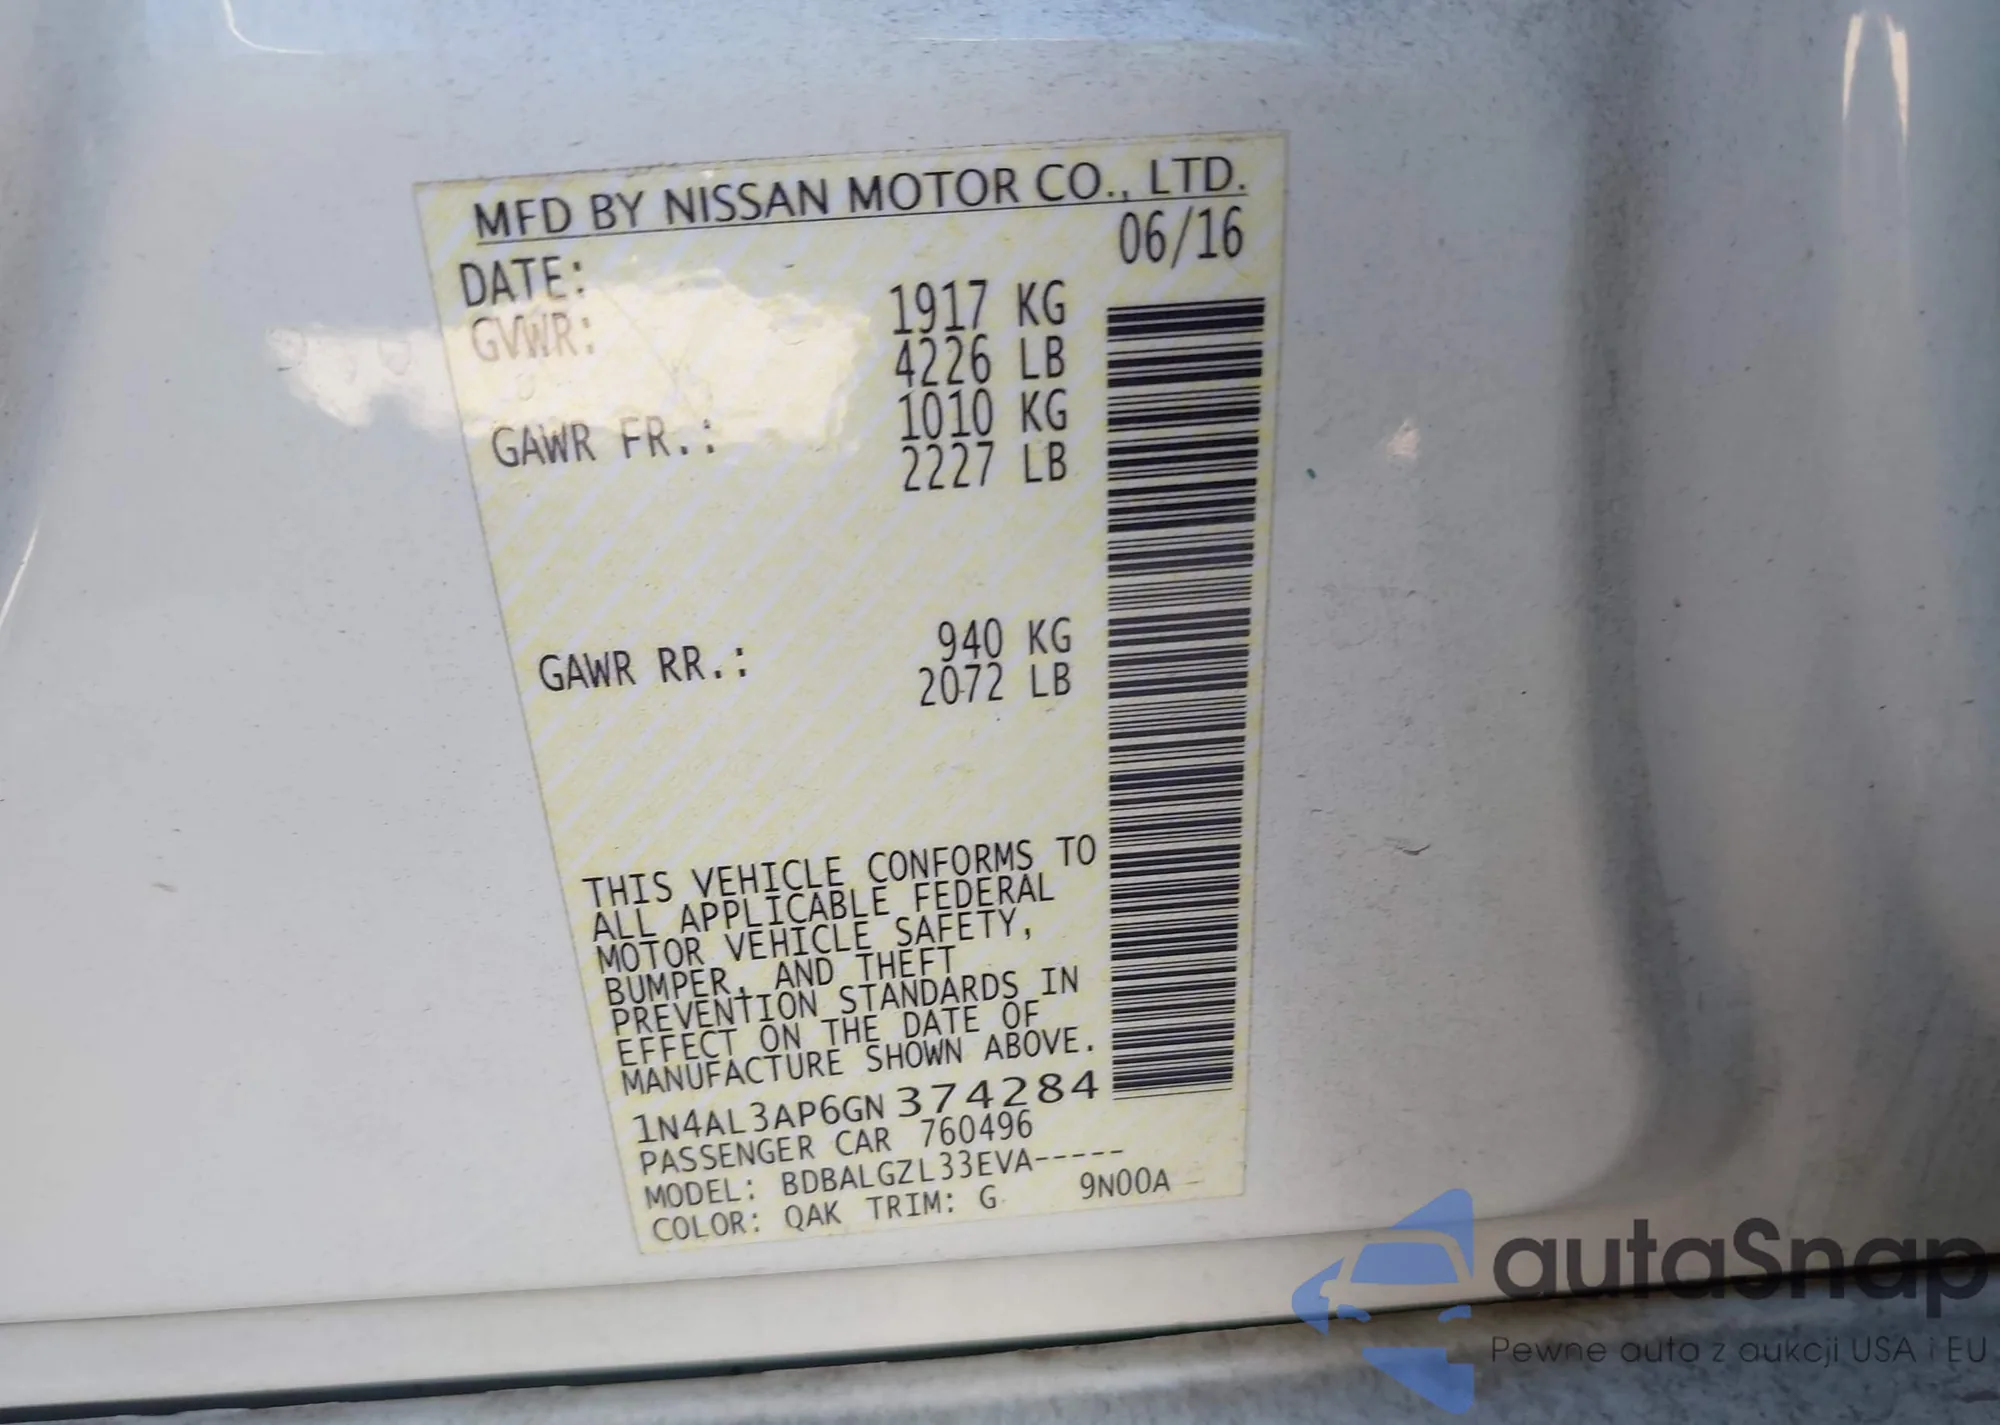 MFD BY NISSAN MOTOR CO., LTD.
DATE: 06/16
GVWR: 1917 KG
4226 LB
GAWR FR.: 1010 KG
2227 LB
GAWR RR.: 940 KG
2072 LB
THIS VEHICLE CONFORMS TO
ALL APPLICABLE FEDERAL
MOTOR VEHICLE SAFETY,
BUMPER, AND THEFT
PREVENTION STANDARDS IN
EFFECT ON THE DATE OF
MANUFACTURE SHOWN ABOVE.
1N4AL3AP6GN374284
PASSENGER CAR 760496
MODEL: BDBALGZL33EVA-----
COLOR: QAK TRIM: G 9N00A
autaSnap
Pewne auta z aukcji USA i EU